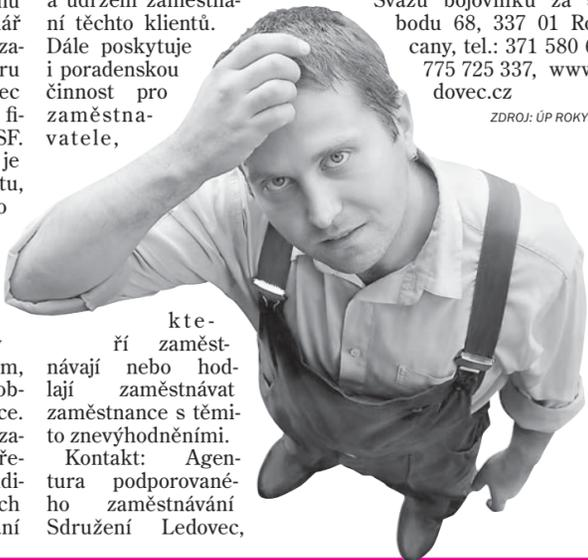 ář
za-
ru
ec
fi-
SF.
je
tu,
o
m,
ob-
ce.
za-
ře-
di-
ch
ní
a udržení zaměstná-
ní těchto klientů.
Dále poskytuje
i poradenskou
činnost pro
zaměstna-
vatele,
kte-
ří zaměst-
návají nebo hod-
lají zaměstnávat
zaměstnance s těmi-
to znevýhodněními.
Kontakt: Agen-
tura podporované-
ho zaměstnávání
Sdružení Ledovec,
Svazu bojovníků za
bodu 68, 337 01 Ro
cany, tel.: 371 580
775 725 337, www
dovec.cz
ZDROJ: ÚP ROKY